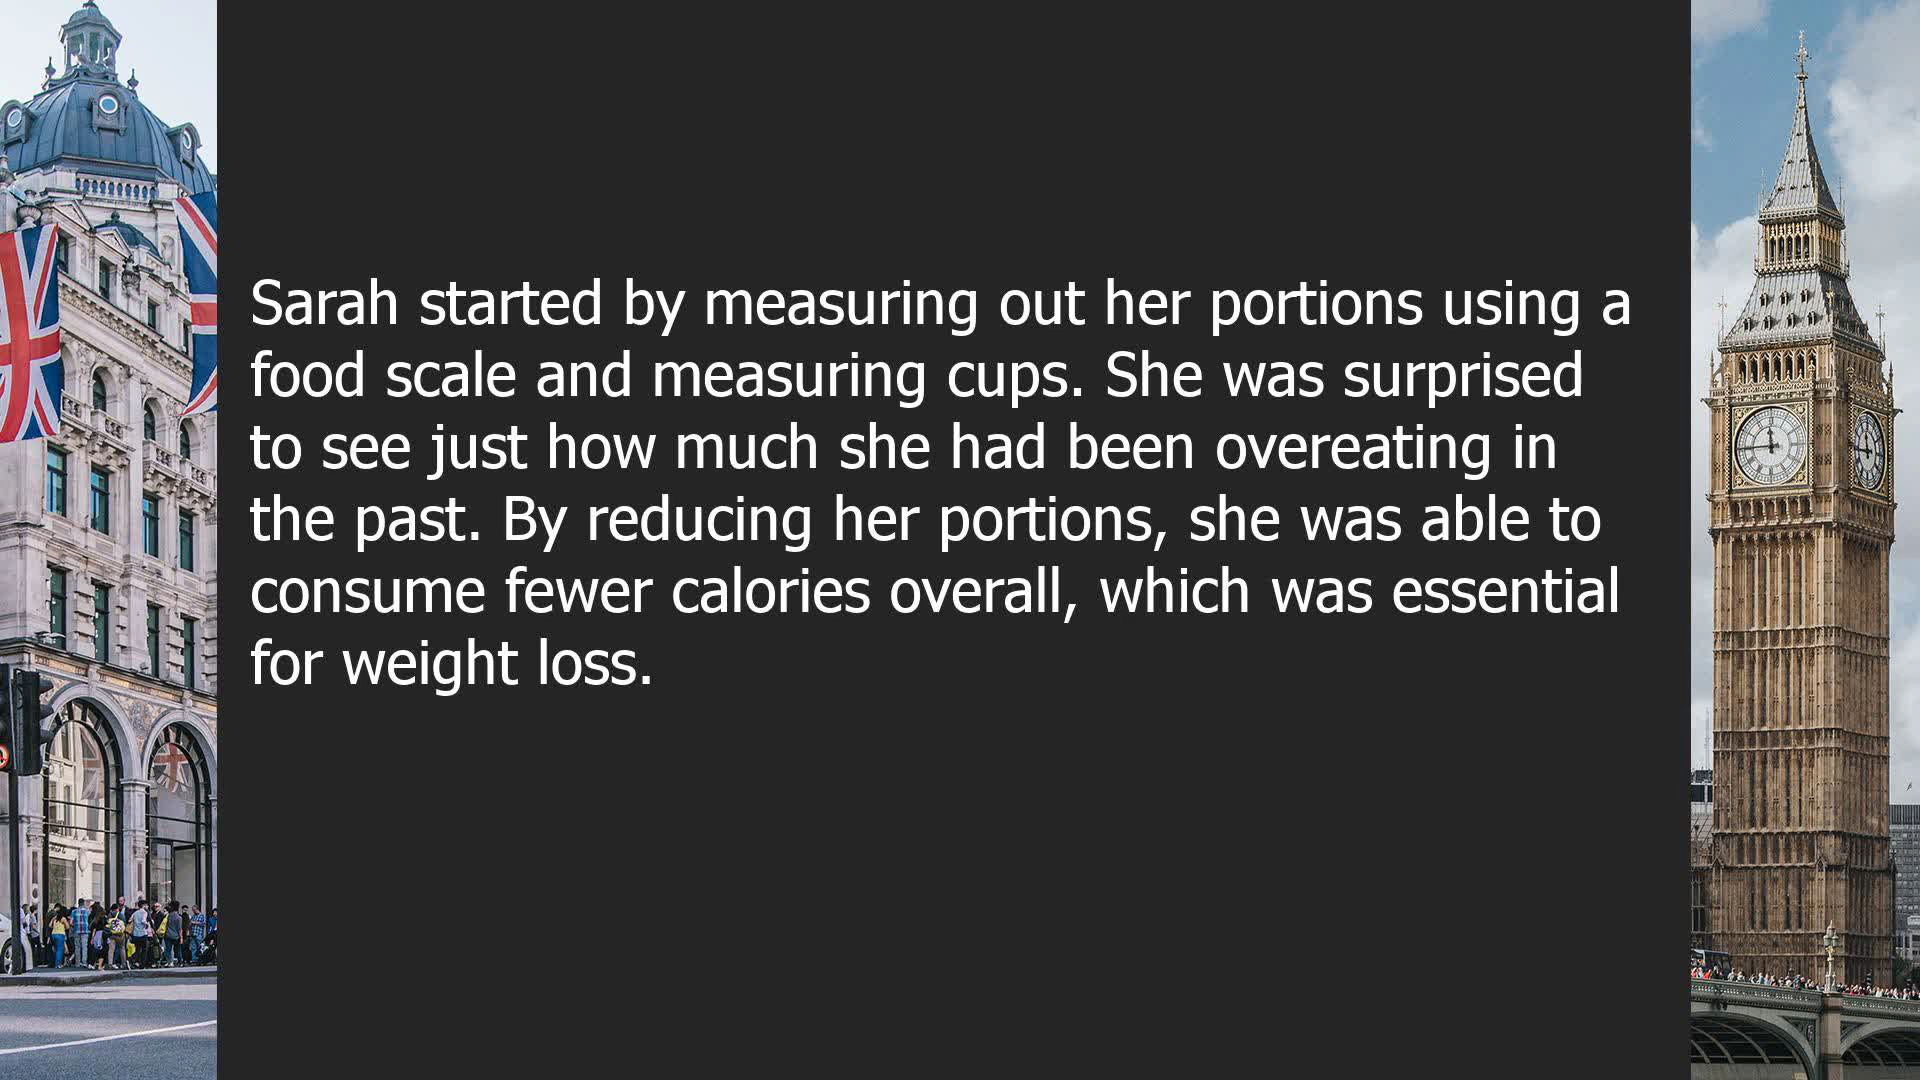 Sarah started by measuring out her portions using a
food scale and measuring cups. She was surprised
to see just how much she had been overeating in
the past. By reducing her portions, she was able to
consume fewer calories overall, which was essential
for weight loss.